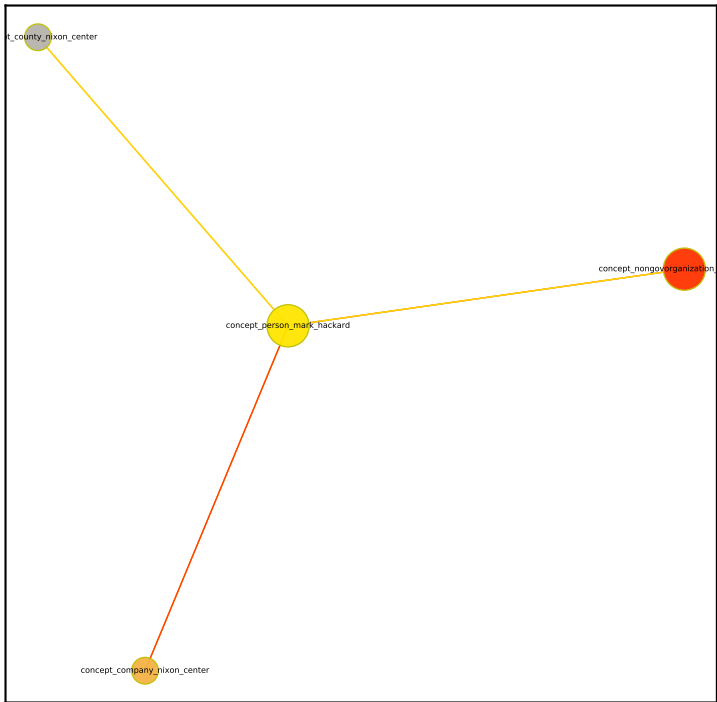 t_county_nixon_center
concept_nongovorganization_
concept_person_mark_hackard
concept_company_nixon_center